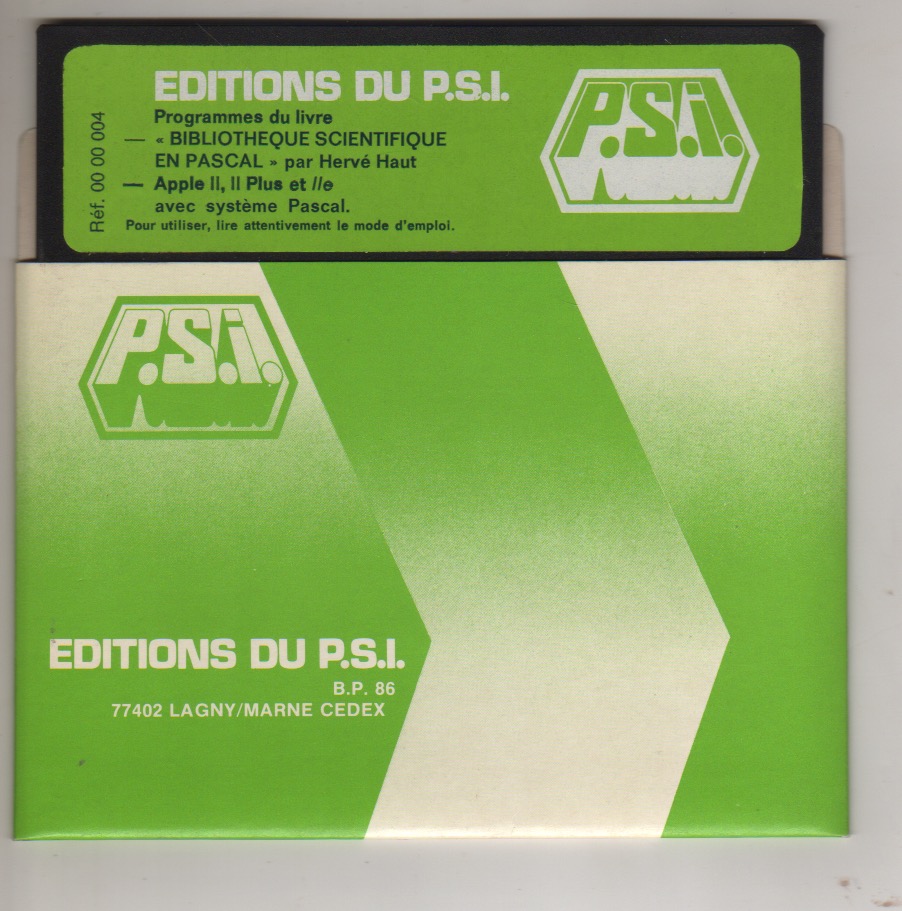 EDITIONS DU P.S.I.
Programmes du livre
— « BIBLIOTHEQUE SCIENTIFIQUE
EN PASCAL » par Hervé Haut
— Apple II, II Plus et //e
avec système Pascal.
Pour utiliser, lire attentivement le mode d'emploi.
Réf. 00 00 004
P.S.i.
P.S.i.
EDITIONS DU P.S.I.
B.P. 86
77402 LAGNY/MARNE CEDEX